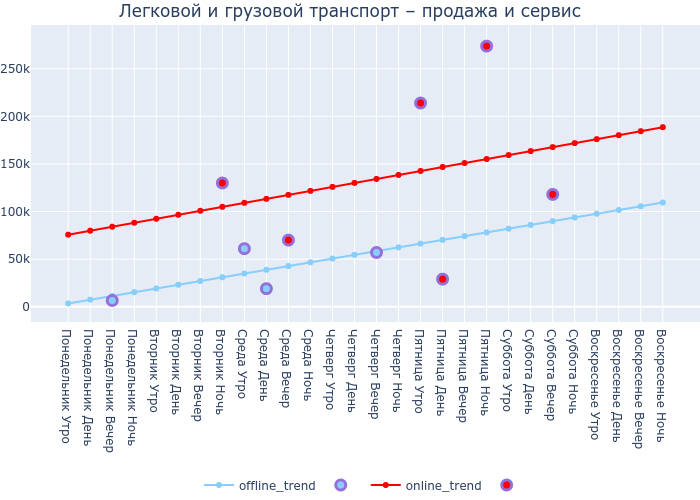 Легковой и грузовой транспорт – продажа и сервис
250k
200k
150k
100k
50k
0
Понедельник Утро
Понедельник День
Понедельник Вечер
Понедельник Ночь
Вторник Утро
Вторник День
Вторник Вечер
Вторник Ночь
Среда Утро
Среда День
Среда Вечер
Среда Ночь
Четверг Утро
Четверг День
Четверг Вечер
Четверг Ночь
Пятница Утро
Пятница День
Пятница Вечер
Пятница Ночь
Суббота Утро
Суббота День
Суббота Вечер
Суббота Ночь
Воскресенье Утро
Воскресенье День
Воскресенье Вечер
Воскресенье Ночь
offline_trend online_trend